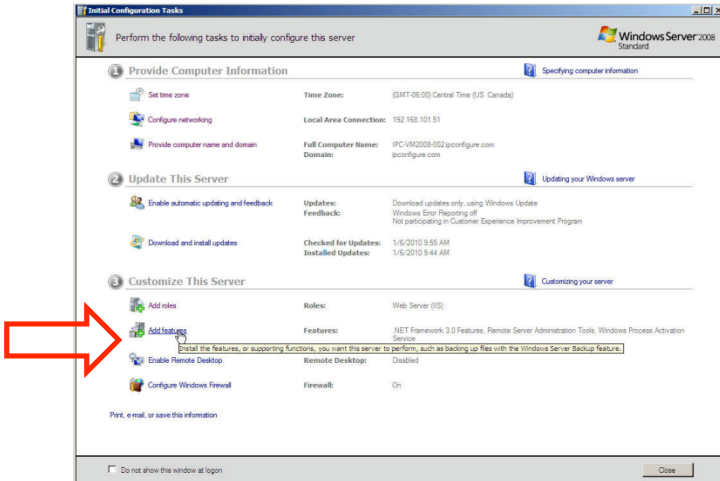 Initial Configuration Tasks
Perform the following tasks to initially configure this server
Windows Server 2008
Standard
1 Provide Computer Information
Specifying computer information
Set time zone
Time Zone:
(GMT-06:00) Central Time (US Canada)
Configure networking
Local Area Connection:
192.168.101.51
Provide computer name and domain
Full Computer Name:
IPC-VM2008-002.ipconfigure.com
Domain:
ipconfigure.com
2 Update This Server
Updating your Windows server
Enable automatic updating and feedback
Updates:
Download updates only, using Windows Update
Feedback:
Windows Error Reporting off
Not participating in Customer Experience Improvement Program
Download and install updates
Checked for Updates:
1/6/2010 9:55 AM
Installed Updates:
1/6/2010 9:44 AM
3 Customize This Server
Customizing your server
Add roles
Roles:
Web Server (IIS)
Add features
Features:
.NET Framework 3.0 Features, Remote Server Administration Tools, Windows Process Activation
Service
Install the features, or supporting functions, you want this server to perform, such as backing up files with the Windows Server Backup feature.
Enable Remote Desktop
Remote Desktop:
Disabled
Configure Windows Firewall
Firewall:
On
Print, e-mail, or save this information
Do not show this window at logon
Close